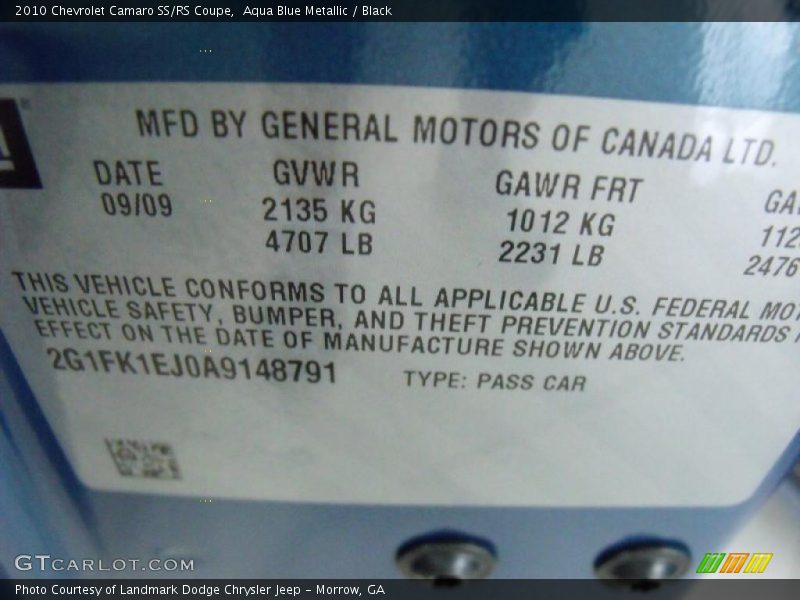 2010 Chevrolet Camaro SS/RS Coupe,  Aqua Blue Metallic / Black
MFD BY GENERAL MOTORS OF CANADA LTD.
DATE GVWR GAWR FRT
09/09 2135 KG 1012 KG
4707 LB 2231 LB 2476
THIS VEHICLE CONFORMS TO ALL APPLICABLE U.S. FEDERAL
VEHICLE SAFETY, BUMPER, AND THEFT PREVENTION STANDARDS
EFFECT ON THE DATE OF MANUFACTURE SHOWN ABOVE.
2G1FK1EJ0A9148791 TYPE: PASS CAR
GTCARLOT.COM
Photo Courtesy of Landmark Dodge Chrysler Jeep - Morrow, GA